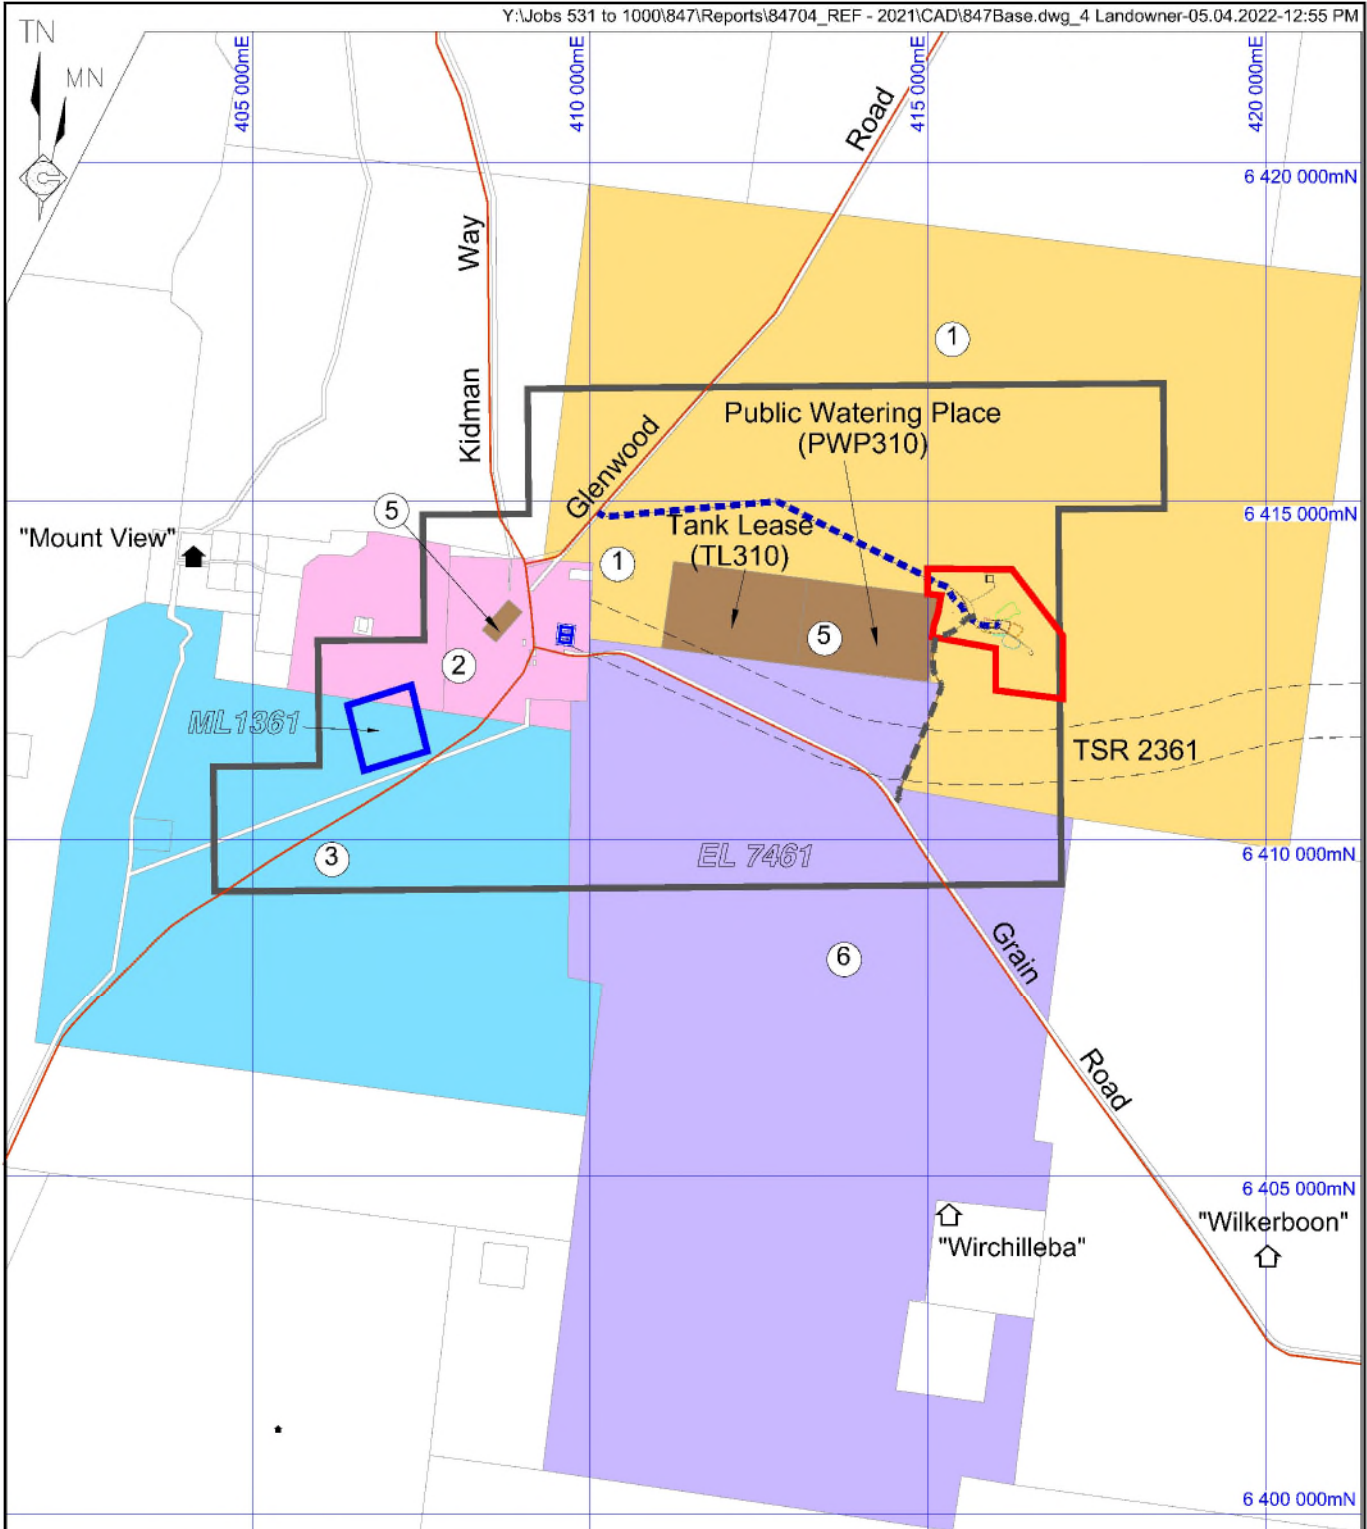 Y:\Jobs 531 to 1000\847\Reports\84704_REF - 2021\CAD\847Base.dwg_4 Landowner-05.04.2022-12:55 PM
TN
MN
405 000mE
410 000mE
415 000mE
420 000mE
Road
6 420 000mN
Way
1
Kidman
Public Watering Place
(PWP310)
Glenwood
5
6 415 000mN
"Mount View"
Tank Lease
(TL310)
1
5
2
ML1361
TSR 2361
3
EL 7461
6 410 000mN
6
Grain
Road
6 405 000mN
"Wilkerboon"
"Wirchilleba"
6 400 000mN